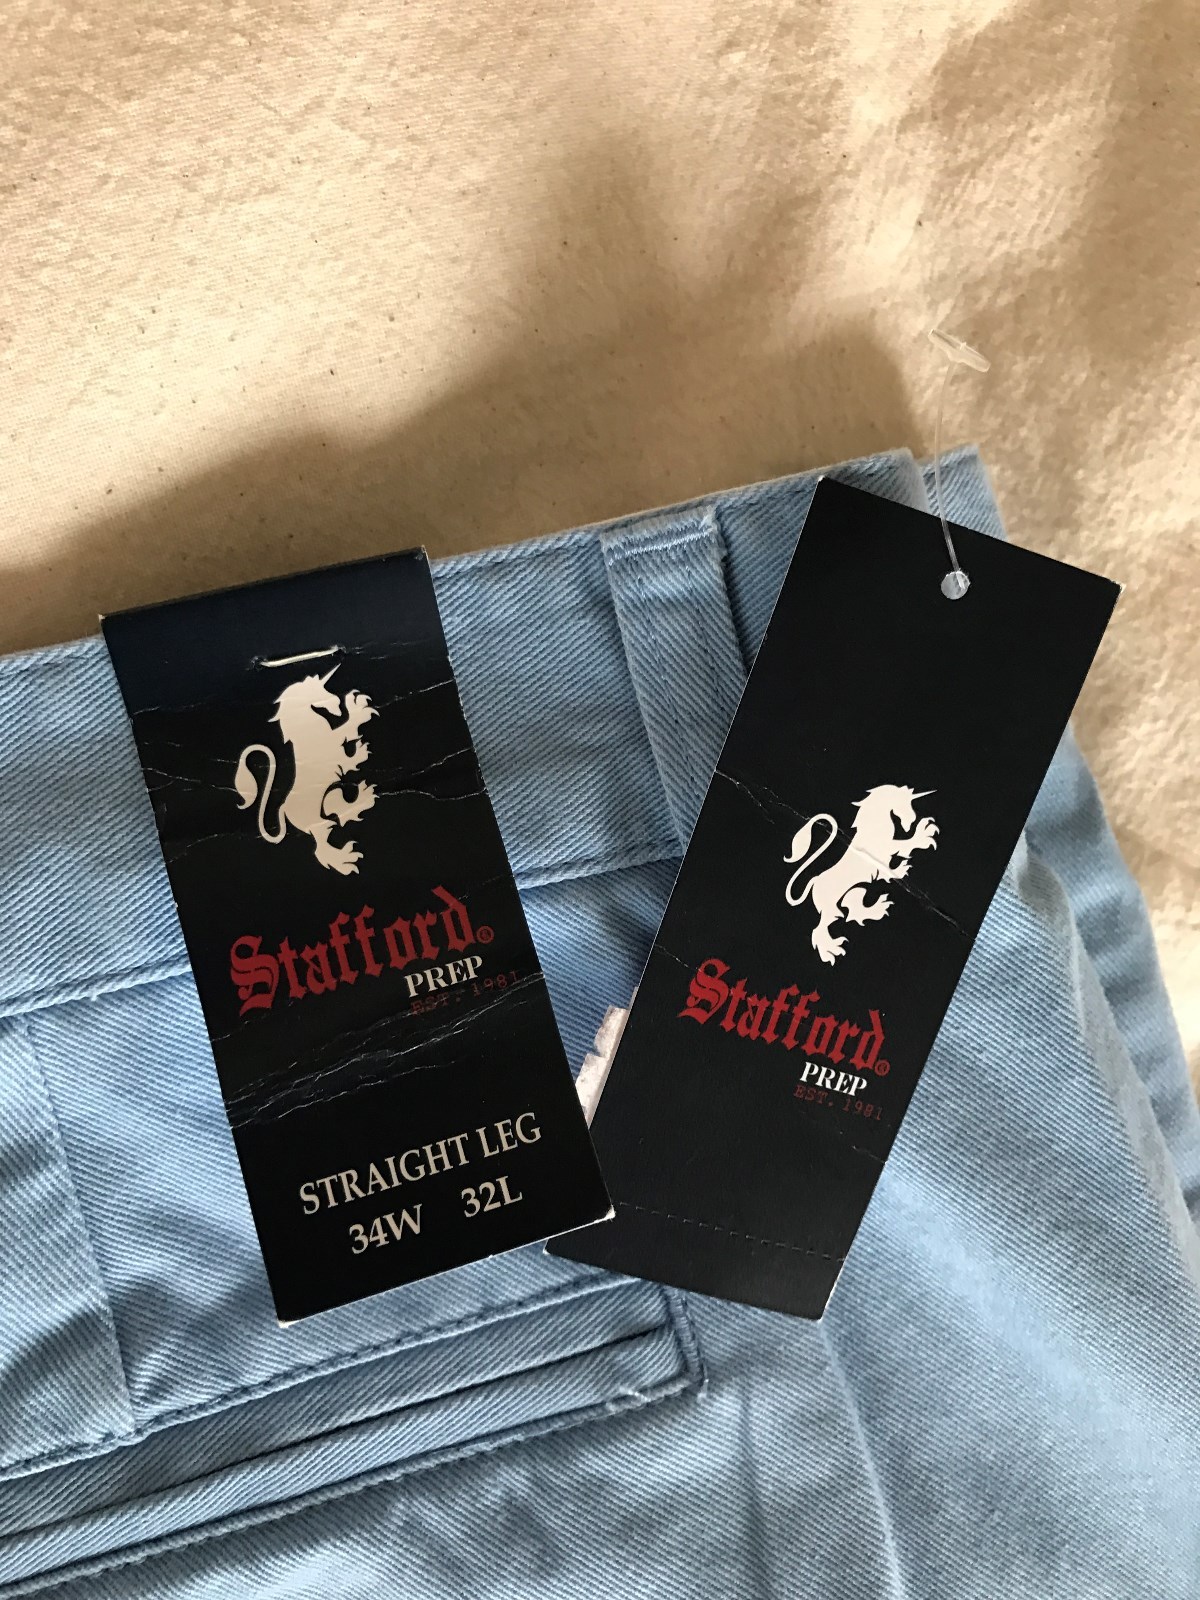 Stafford®
PREP
EST. 1981
STRAIGHT LEG
34W 32L
Stafford®
PREP
EST. 1981